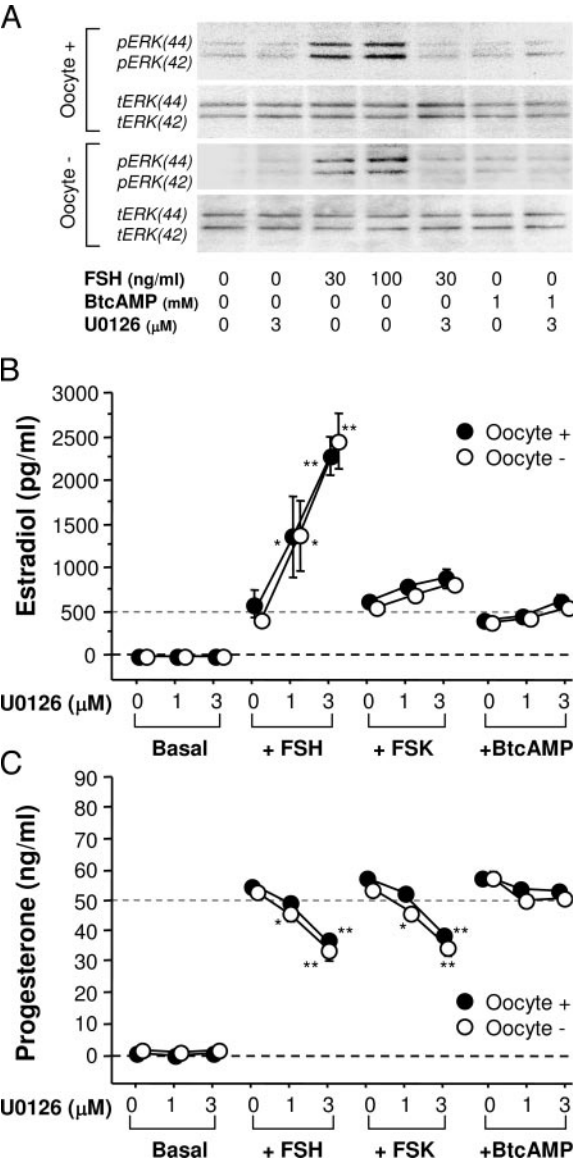 A
Oocyte +
pERK(44)
pERK(42)
tERK(44)
tERK(42)
Oocyte -
pERK(44)
pERK(42)
tERK(44)
tERK(42)
FSH (ng/ml) 0 0 30 100 30 0 0
BtcAMP (mM) 0 0 0 0 0 1 1
U0126 (μM) 0 3 0 0 3 0 3
B
Estradiol (pg/ml)
3000
2500
2000
1500
1000
500
0
Oocyte +
Oocyte -
** **
* *
U0126 (μM) 0 1 3 0 1 3 0 1 3 0 1 3
Basal + FSH + FSK +BtcAMP
C
Progesterone (ng/ml)
90
80
70
60
50
40
30
20
10
0
* ** ** * ** **
Oocyte +
Oocyte -
U0126 (μM) 0 1 3 0 1 3 0 1 3 0 1 3
Basal + FSH + FSK +BtcAMP